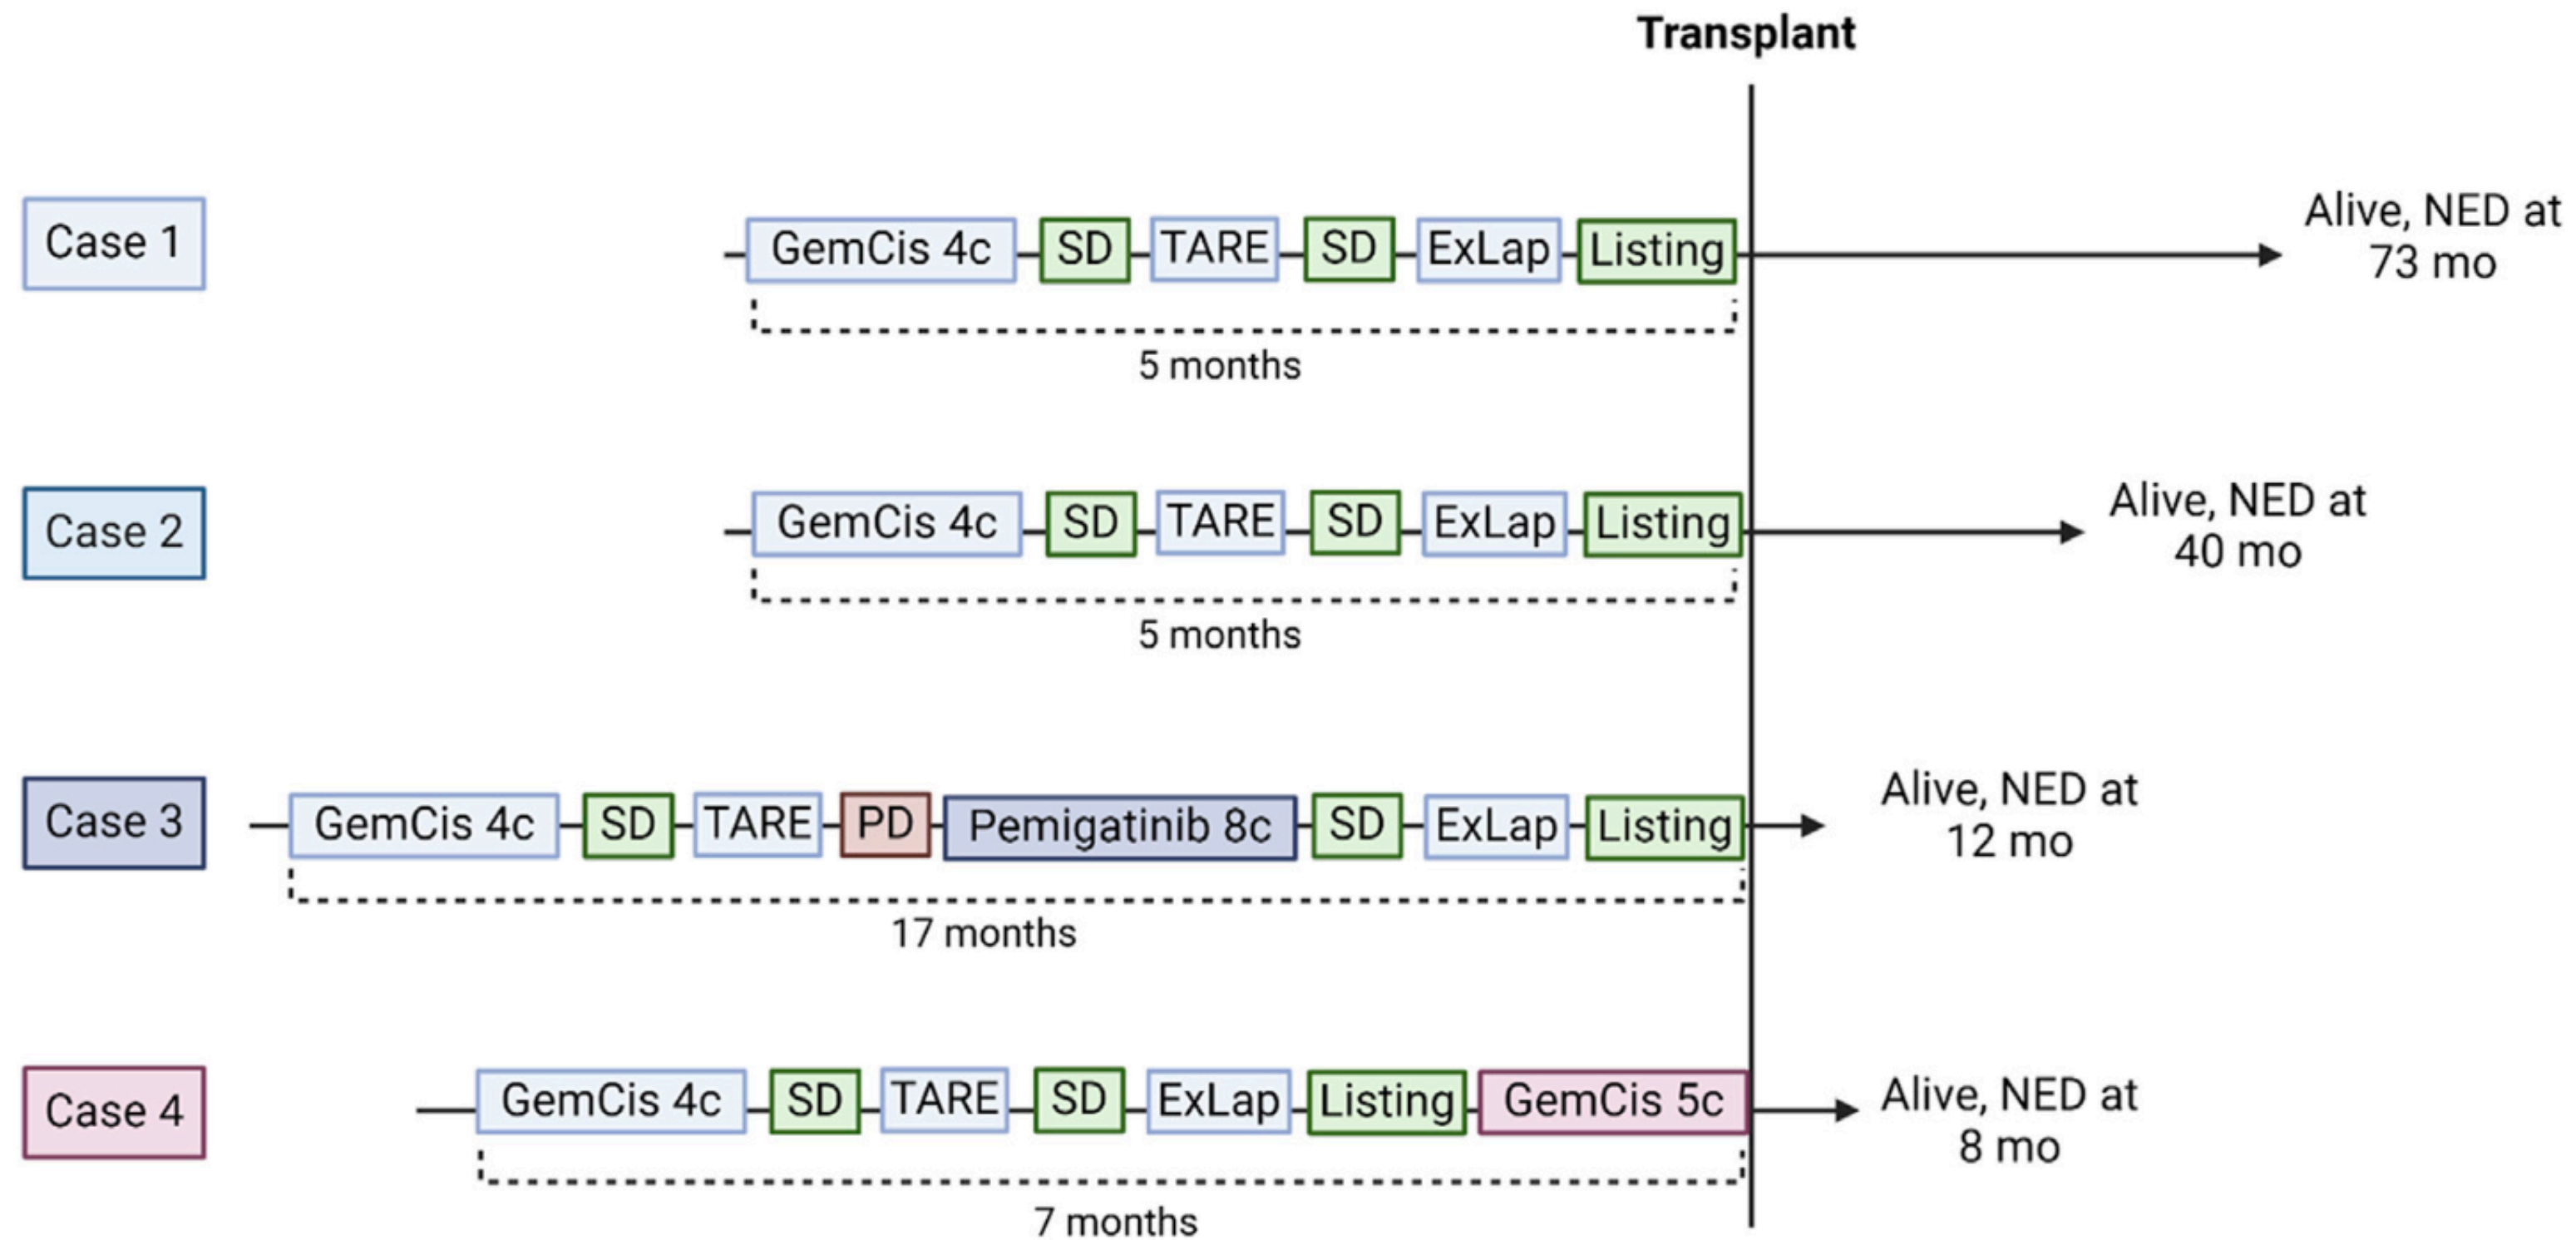 Transplant
Case 1
GemCis 4c
SD
TARE
SD
ExLap
Listing
Alive, NED at
73 mo
5 months
Case 2
GemCis 4c
SD
TARE
SD
ExLap
Listing
Alive, NED at
40 mo
5 months
Case 3
GemCis 4c
SD
TARE
PD
Pemigatinib 8c
SD
ExLap
Listing
Alive, NED at
12 mo
17 months
Case 4
GemCis 4c
SD
TARE
SD
ExLap
Listing
GemCis 5c
Alive, NED at
8 mo
7 months